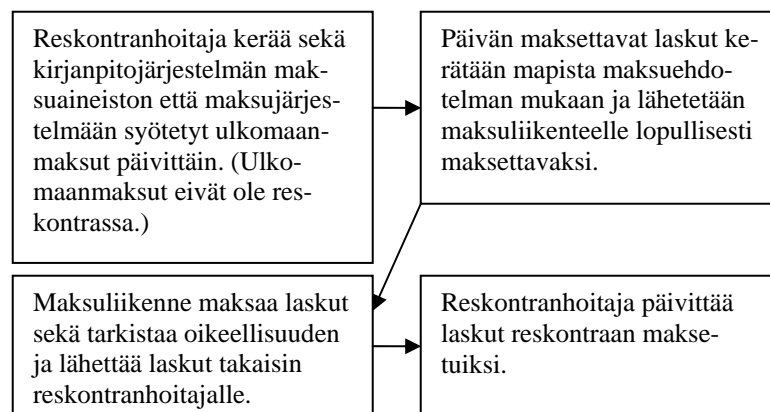 Reskontranhoitaja kerää sekä
kirjanpitojärjestelmän mak-
suaineiston että maksujärjes-
telmään syötetyt ulkomaan-
maksut päivittäin. (Ulko-
maanmaksut eivät ole res-
kontrassa.)
Päivän maksettavat laskut ke-
rätään mapista maksuehdo-
telman mukaan ja lähetetään
maksuliikenteelle lopullisesti
maksettavaksi.
Maksuliikenne maksaa laskut
sekä tarkistaa oikeellisuuden
ja lähettää laskut takaisin
reskontranhoitajalle.
Reskontranhoitaja päivittää
laskut reskontraan makse-
tuiksi.